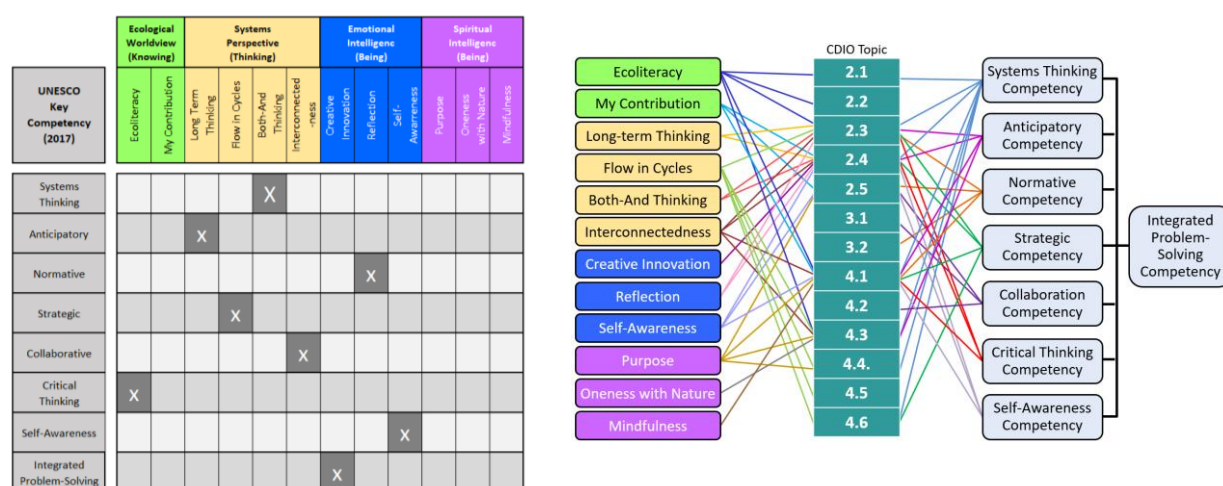 Ecological
Worldview
(Knowing)
Systems
Perspective
(Thinking)
Emotional
Intelligenc
(Being)
Spiritual
Intelligenc
(Being)
UNESCO
Key
Competency
(2017)
Ecoliteracy
My Contribution
Long Term
Thinking
Flow in Cycles
Both-And
Thinking
Interconnected
-ness
Creative
Innovation
Reflection
Self-
Awarreness
Purpose
Oneness
with Nature
Mindfulness
Systems
Thinking
X
Anticipatory
X
Normative
X
Strategic
X
Collaborative
X
Critical
Thinking
X
Self-Awareness
X
Integrated
Problem-Solving
X
CDIO Topic
Ecoliteracy
My Contribution
Long-term Thinking
Flow in Cycles
Both-And Thinking
Interconnectedness
Creative Innovation
Reflection
Self-Awareness
Purpose
Oneness with Nature
Mindfulness
2.1
2.2
2.3
2.4
2.5
3.1
3.2
4.1
4.2
4.3
4.4.
4.5
4.6
Systems Thinking
Competency
Anticipatory
Competency
Normative
Competency
Strategic
Competency
Collaboration
Competency
Critical Thinking
Competency
Self-Awareness
Competency
Integrated
Problem-
Solving
Competency